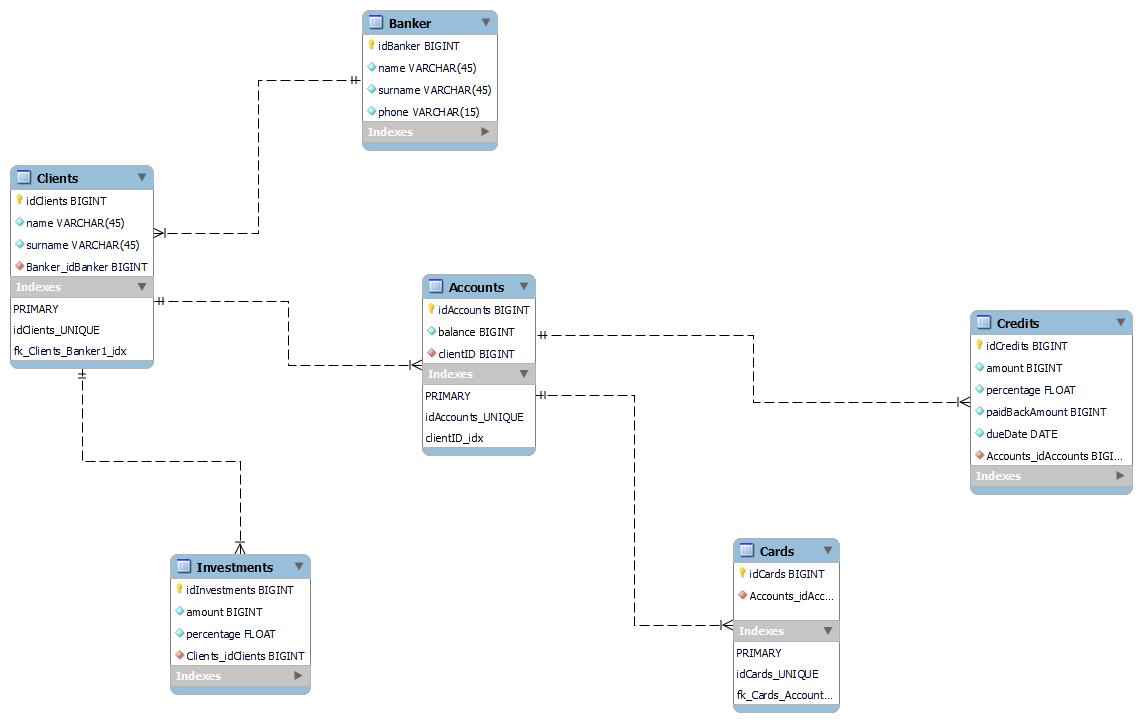 Banker
idBanker BIGINT
name VARCHAR(45)
surname VARCHAR(45)
phone VARCHAR(15)
Indexes
Clients
idClients BIGINT
name VARCHAR(45)
surname VARCHAR(45)
Banker_idBanker BIGINT
Indexes
PRIMARY
idClients_UNIQUE
fk_Clients_Banker1_idx
Accounts
idAccounts BIGINT
balance BIGINT
clientID BIGINT
Indexes
PRIMARY
idAccounts_UNIQUE
clientID_idx
Credits
idCredits BIGINT
amount BIGINT
percentage FLOAT
paidBackAmount BIGINT
dueDate DATE
Accounts_idAccounts BIGI...
Indexes
Investments
idInvestments BIGINT
amount BIGINT
percentage FLOAT
Clients_idClients BIGINT
Indexes
Cards
idCards BIGINT
Accounts_idAcc...
Indexes
PRIMARY
idCards_UNIQUE
fk_Cards_Account...